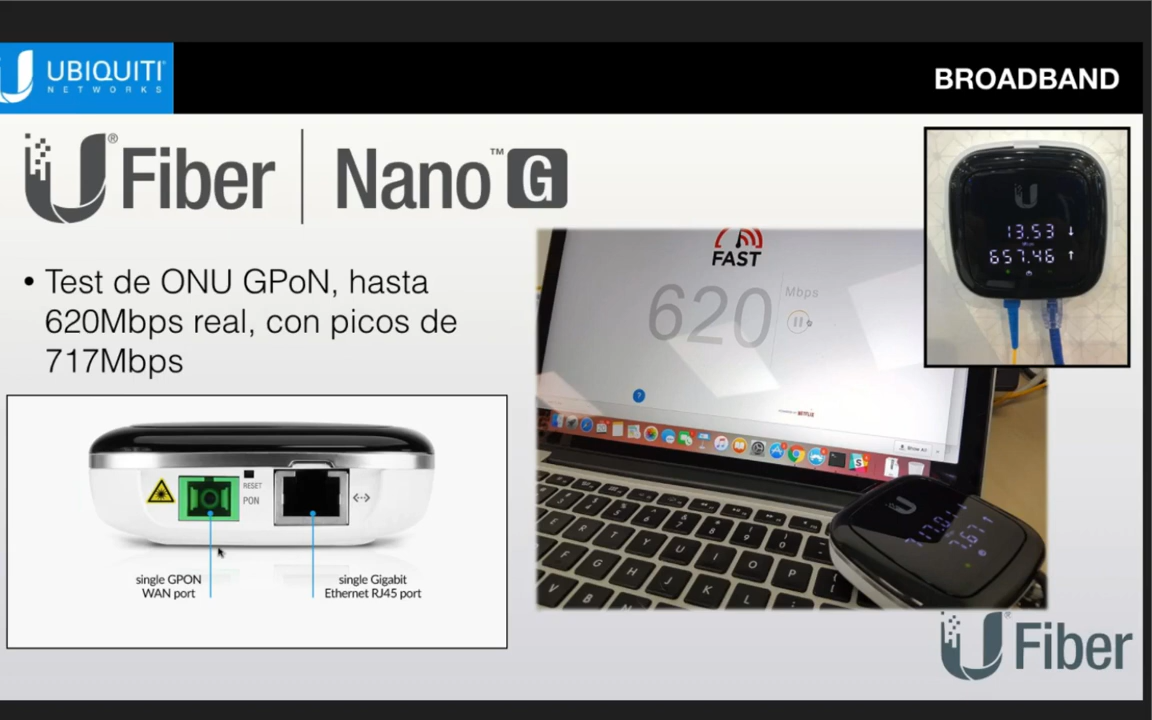 UBIQUITI
NETWORKS
BROADBAND
U® Fiber | Nano™ G
• Test de ONU GPoN, hasta
620Mbps real, con picos de
717Mbps
FAST
620 Mbps
13.53 ↓
657.46 ↑
RESET
PON
single GPON
WAN port
single Gigabit
Ethernet RJ45 port
U Fiber